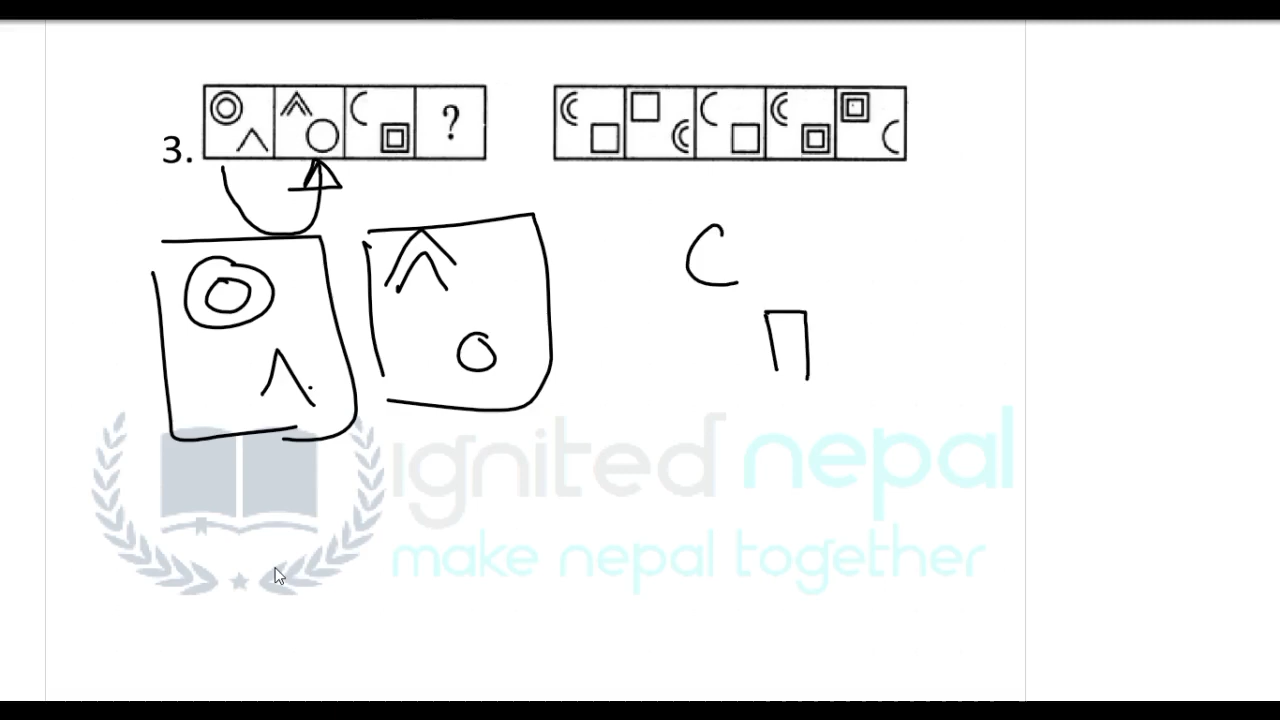 3.
?
ignited nepal
make nepal together